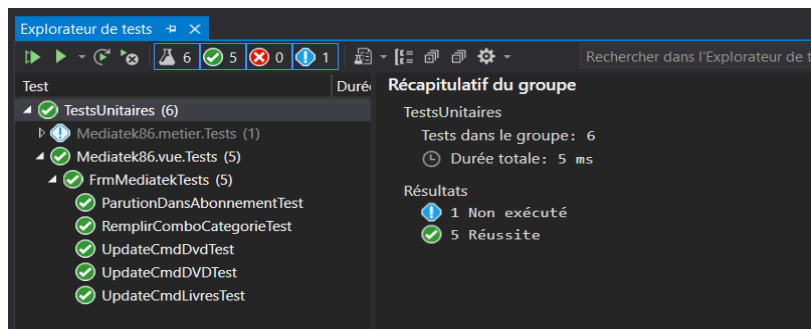 Explorateur de tests
6 5 0 1
Rechercher dans l'Explorateur de t
Test Durée
TestsUnitaires (6)
Mediatek86.metier.Tests (1)
Mediatek86.vue.Tests (5)
FrmMediatekTests (5)
ParutionDansAbonnementTest
RemplirComboCategorieTest
UpdateCmdDvdTest
UpdateCmdDVDTest
UpdateCmdLivresTest
Récapitulatif du groupe
TestsUnitaires
Tests dans le groupe: 6
Durée totale: 5 ms
Résultats
1 Non exécuté
5 Réussite